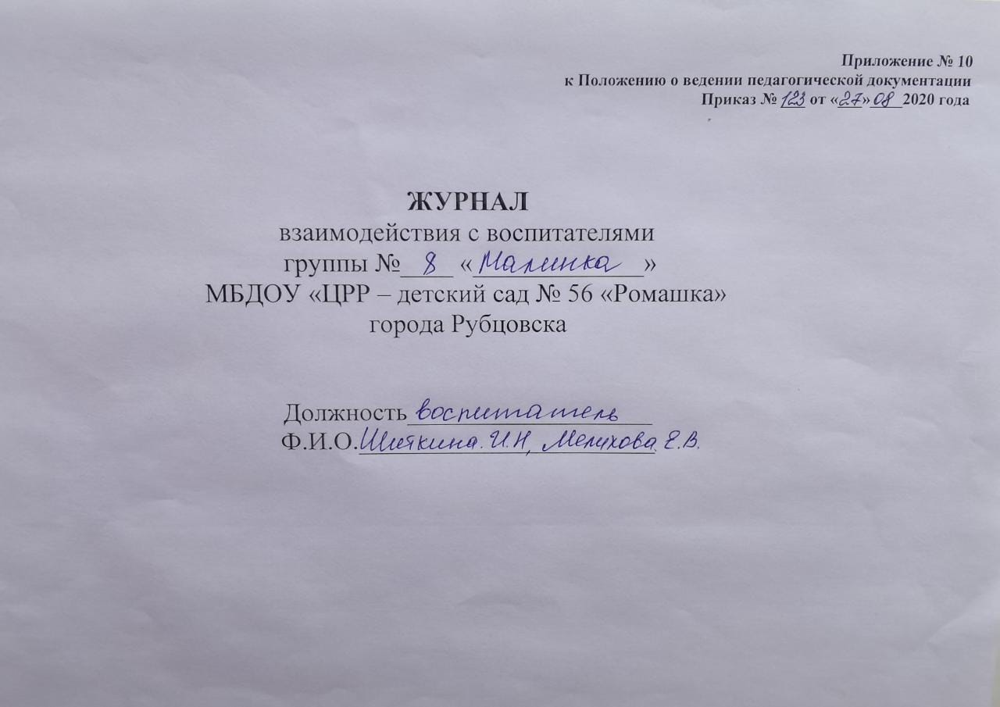 Приложение № 10
к Положению о ведении педагогической документации
Приказ № 123 от «27» 08 2020 года
ЖУРНАЛ
взаимодействия с воспитателями
группы № 8 «Малинка»
МБДОУ «ЦРР – детский сад № 56 «Ромашка»
города Рубцовска
Должность воспитатель
Ф.И.О. Шиткина. И.Н, Мелихова. Е.В.